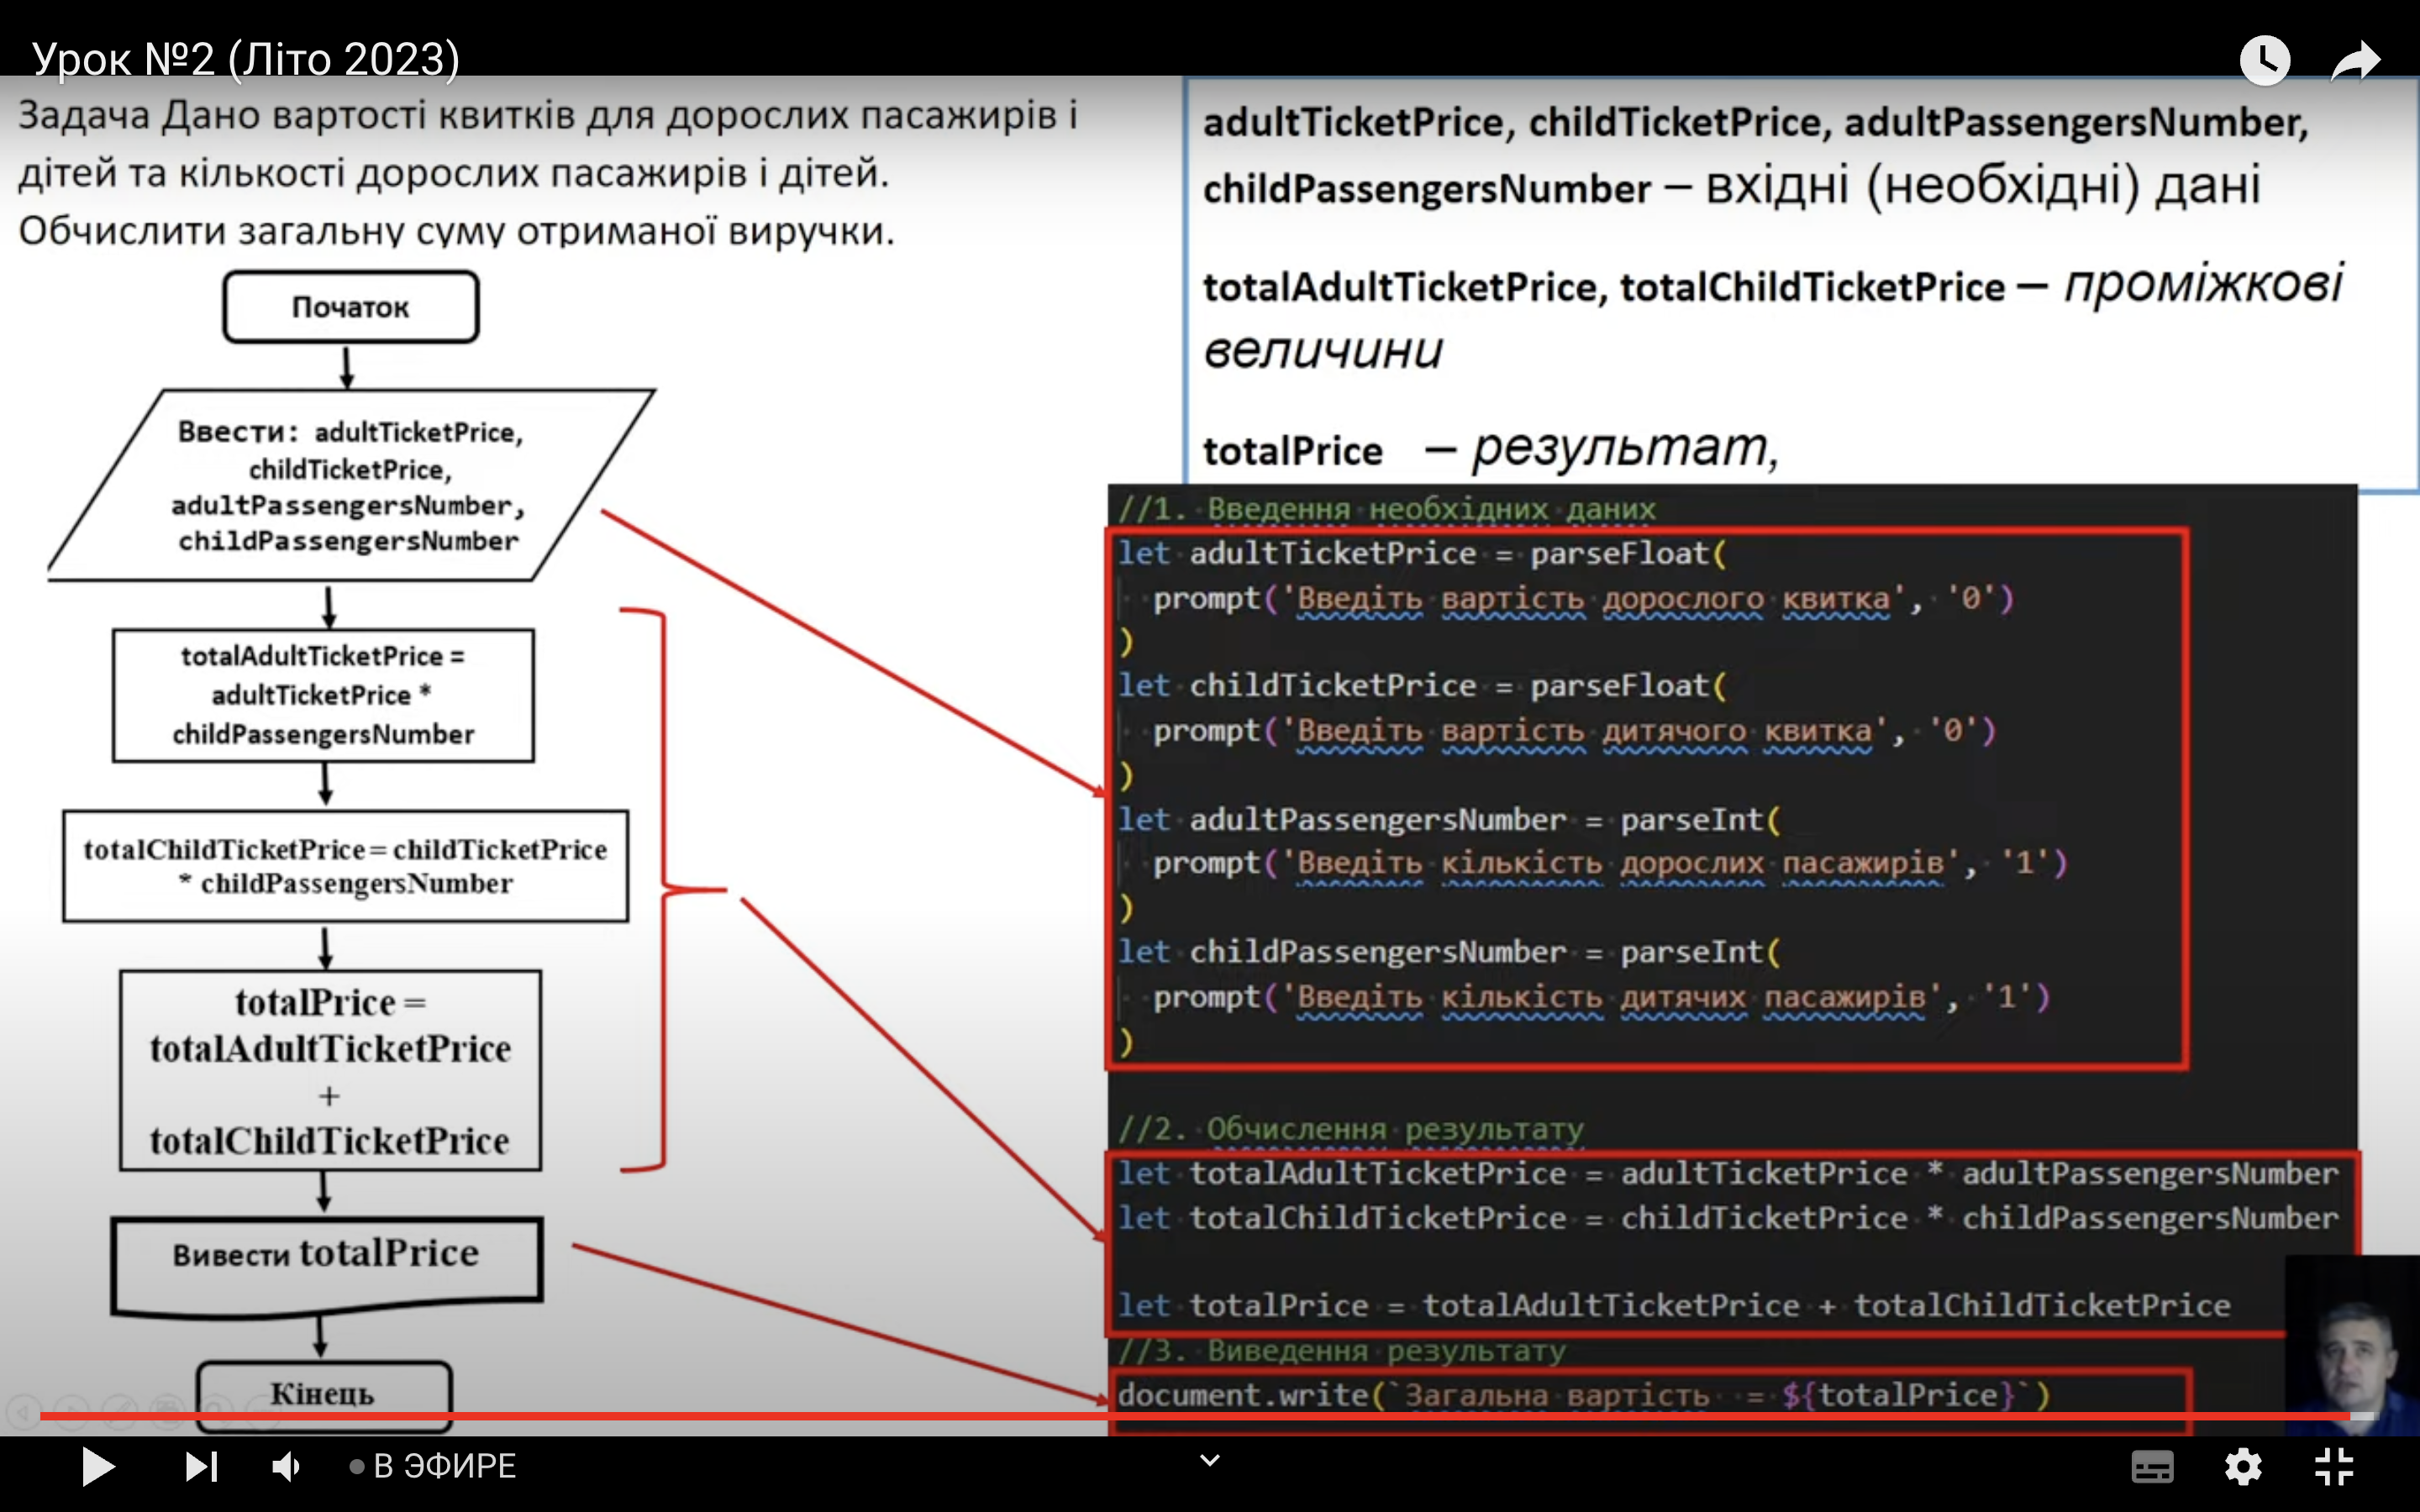 Урок №2 (Літо 2023)
Задача Дано вартості квитків для дорослих пасажирів і
дітей та кількості дорослих пасажирів і дітей.
Обчислити загальну суму отриманої виручки.
Початок
Ввести: adultTicketPrice,
childTicketPrice,
adultPassengersNumber,
childPassengersNumber
totalAdultTicketPrice =
adultTicketPrice *
childPassengersNumber
totalChildTicketPrice= childTicketPrice
* childPassengersNumber
totalPrice =
totalAdultTicketPrice
+
totalChildTicketPrice
Вивести totalPrice
Кінець
adultTicketPrice, childTicketPrice, adultPassengersNumber,
childPassengersNumber – вхідні (необхідні) дані
totalAdultTicketPrice, totalChildTicketPrice – проміжкові
величини
totalPrice – результат,
//1. Введення необхідних даних
let adultTicketPrice = parseFloat(
prompt('Введіть вартість дорослого квитка', '0')
)
let childTicketPrice = parseFloat(
prompt('Введіть вартість дитячого квитка', '0')
)
let adultPassengersNumber = parseInt(
prompt('Введіть кількість дорослих пасажирів', '1')
)
let childPassengersNumber = parseInt(
prompt('Введіть кількість дитячих пасажирів', '1')
)
//2. Обчислення результату
let totalAdultTicketPrice = adultTicketPrice * adultPassengersNumber
let totalChildTicketPrice = childTicketPrice * childPassengersNumber
let totalPrice = totalAdultTicketPrice + totalChildTicketPrice
//3. Виведення результату
document.write(`Загальна вартість  = ${totalPrice}`)
В ЭФИРЕ